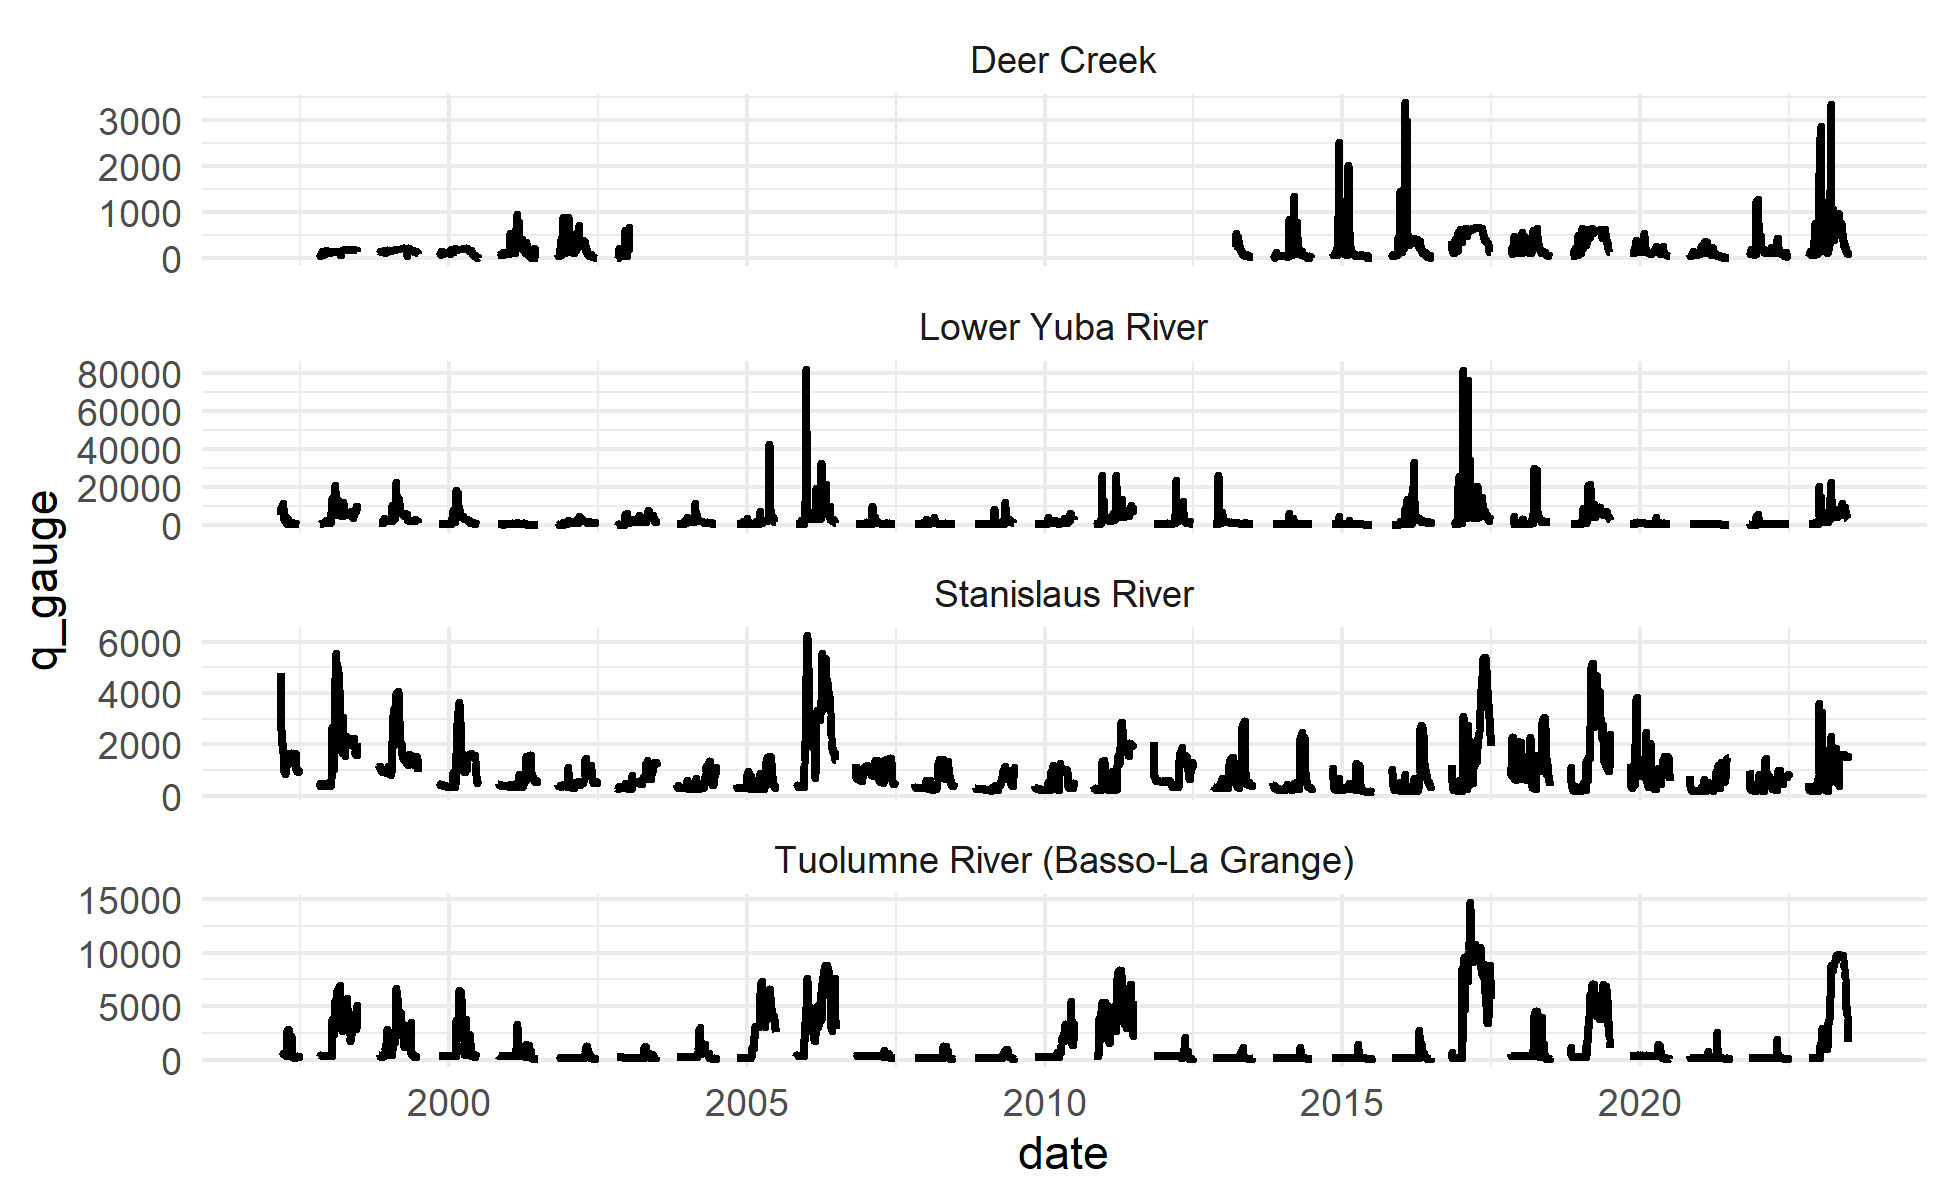 Deer Creek
3000
2000
1000
0
Lower Yuba River
80000
60000
40000
20000
0
q_gauge
Stanislaus River
6000
4000
2000
0
Tuolumne River (Basso-La Grange)
15000
10000
5000
0
2000 2005 2010 2015 2020
date